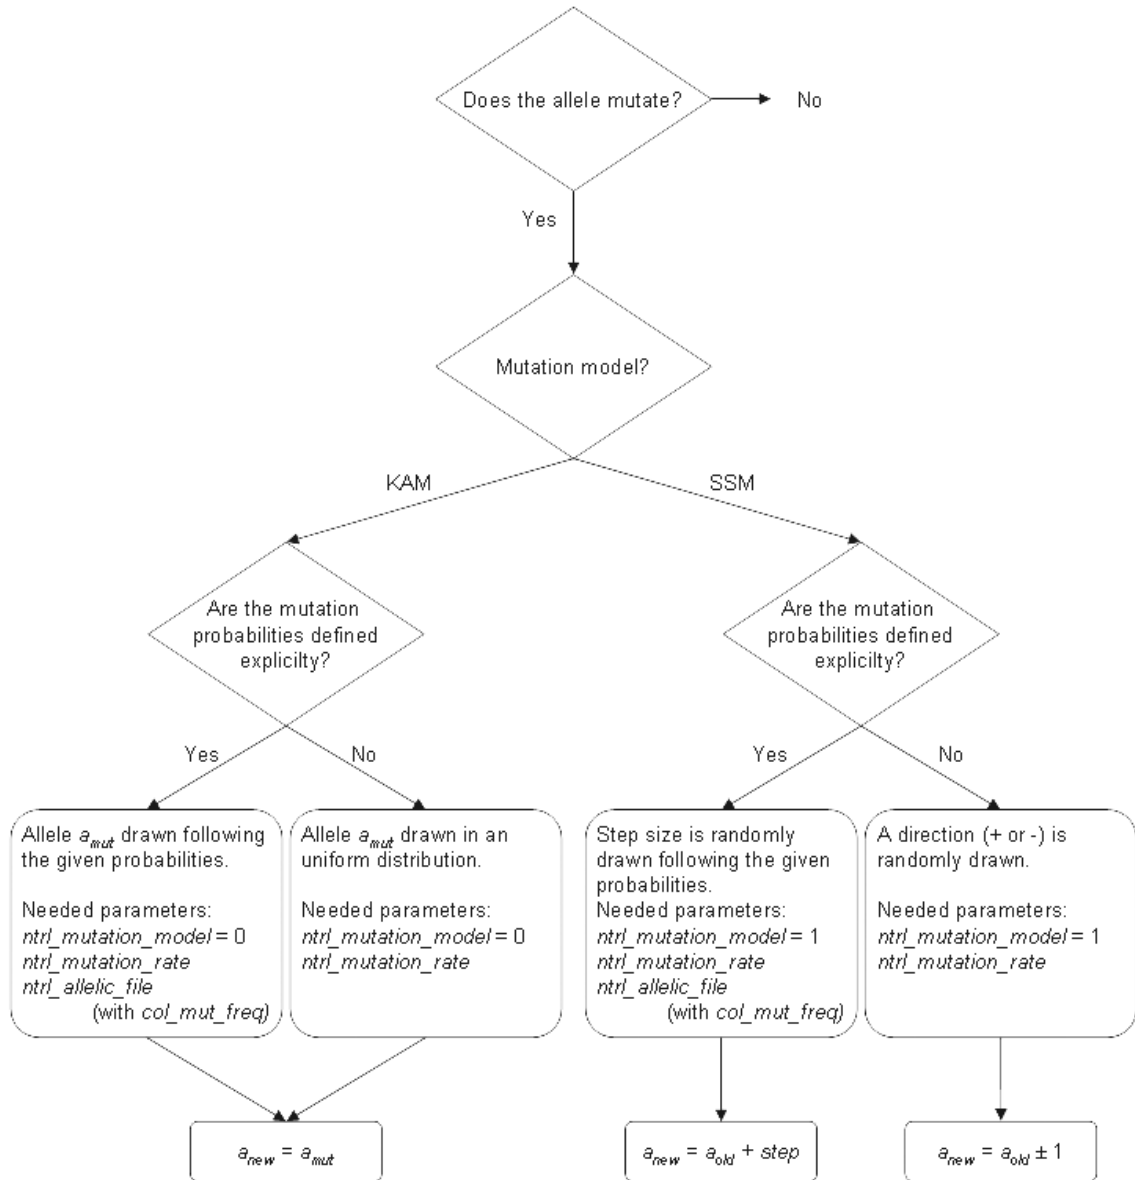 Does the allele mutate?
No
Yes
Mutation model?
KAM
SSM
Are the mutation
probabilities defined
explicilty?
Are the mutation
probabilities defined
explicilty?
Yes
No
Yes
No
Allele a_mut drawn following
the given probabilities.
Needed parameters:
ntrl_mutation_model = 0
ntrl_mutation_rate
ntrl_allelic_file
(with col_mut_freq)
Allele a_mut drawn in an
uniform distribution.
Needed parameters:
ntrl_mutation_model = 0
ntrl_mutation_rate
Step size is randomly
drawn following the given
probabilities.
Needed parameters:
ntrl_mutation_model = 1
ntrl_mutation_rate
ntrl_allelic_file
(with col_mut_freq)
A direction (+ or -) is
randomly drawn.
Needed parameters:
ntrl_mutation_model = 1
ntrl_mutation_rate
a_new = a_mut
a_new = a_old + step
a_new = a_old ± 1